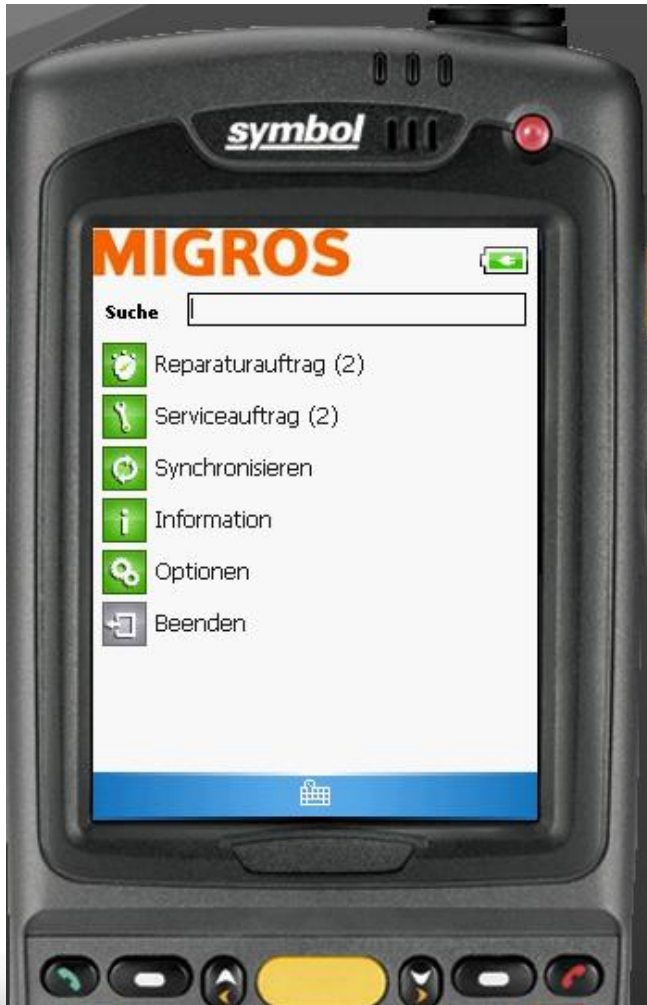 symbol
MIGROS
Suche
Reparaturauftrag (2)
Serviceauftrag (2)
Synchronisieren
Information
Optionen
Beenden